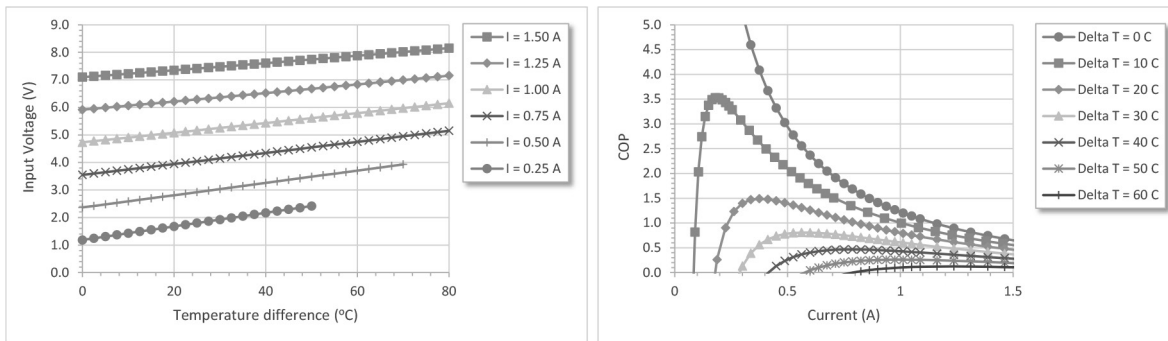 9.0
8.0
7.0
6.0
5.0
4.0
3.0
2.0
1.0
0.0
Input Voltage (V)
0 20 40 60 80
Temperature difference (ºC)
I = 1.50 A
I = 1.25 A
I = 1.00 A
I = 0.75 A
I = 0.50 A
I = 0.25 A
5.0
4.5
4.0
3.5
3.0
2.5
2.0
1.5
1.0
0.5
0.0
COP
0 0.5 1 1.5
Current (A)
Delta T = 0 C
Delta T = 10 C
Delta T = 20 C
Delta T = 30 C
Delta T = 40 C
Delta T = 50 C
Delta T = 60 C